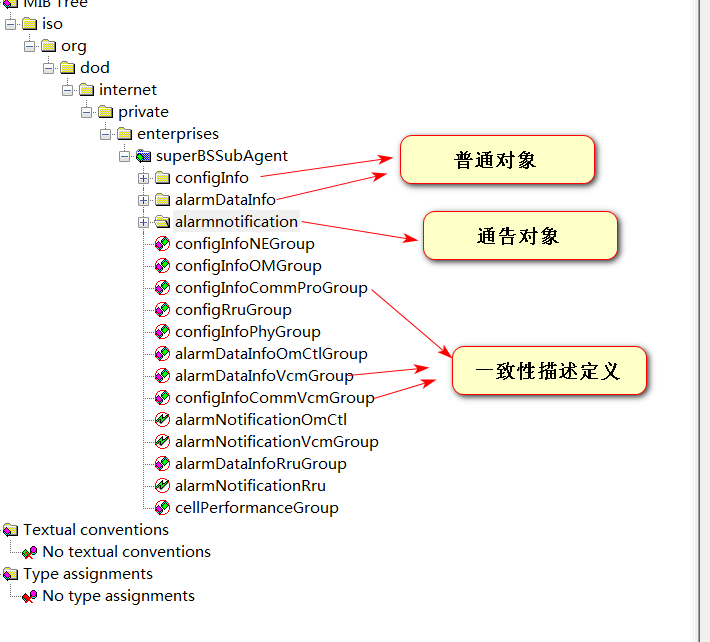 MIB Tree
iso
org
dod
internet
private
enterprises
superBSSubAgent
configInfo
alarmDataInfo
alarmnotification
configInfoNEGroup
configInfoOMGroup
configInfoCommProGroup
configRruGroup
configInfoPhyGroup
alarmDataInfoOmCtlGroup
alarmDataInfoVcmGroup
configInfoCommVcmGroup
alarmNotificationOmCtl
alarmNotificationVcmGroup
alarmDataInfoRruGroup
alarmNotificationRru
cellPerformanceGroup
Textual conventions
No textual conventions
Type assignments
No type assignments
普通对象
通告对象
一致性描述定义